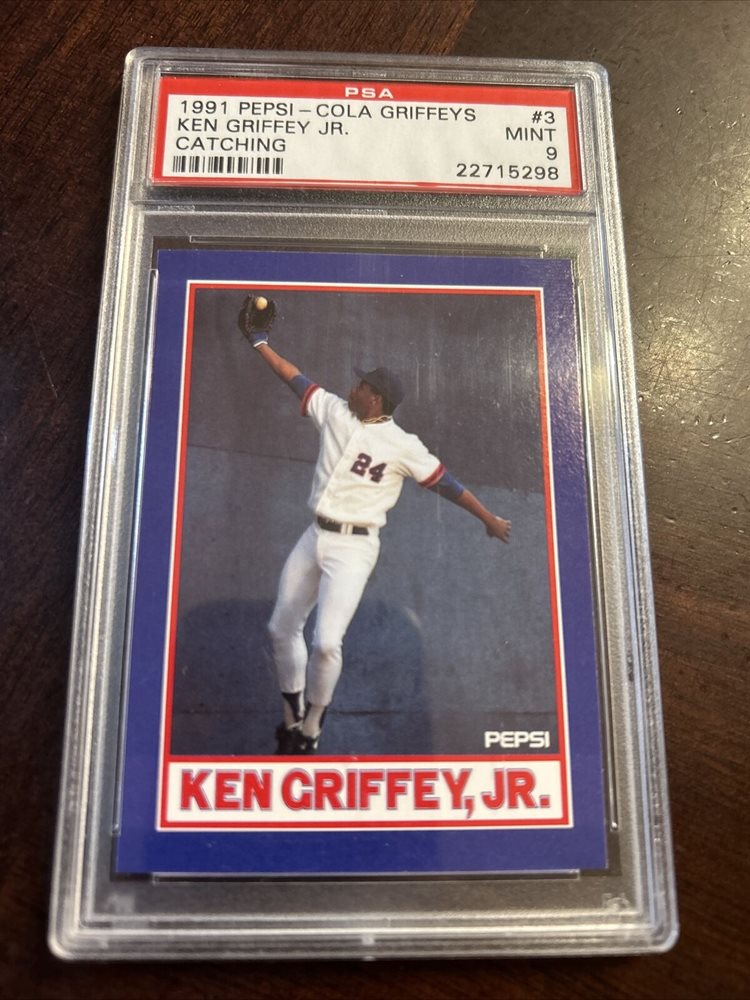 PSA
1991 PEPSI-COLA GRIFFEYS #3
KEN GRIFFEY JR. MINT
CATCHING 9
22715298
24
PEPSI
KEN GRIFFEY, JR.